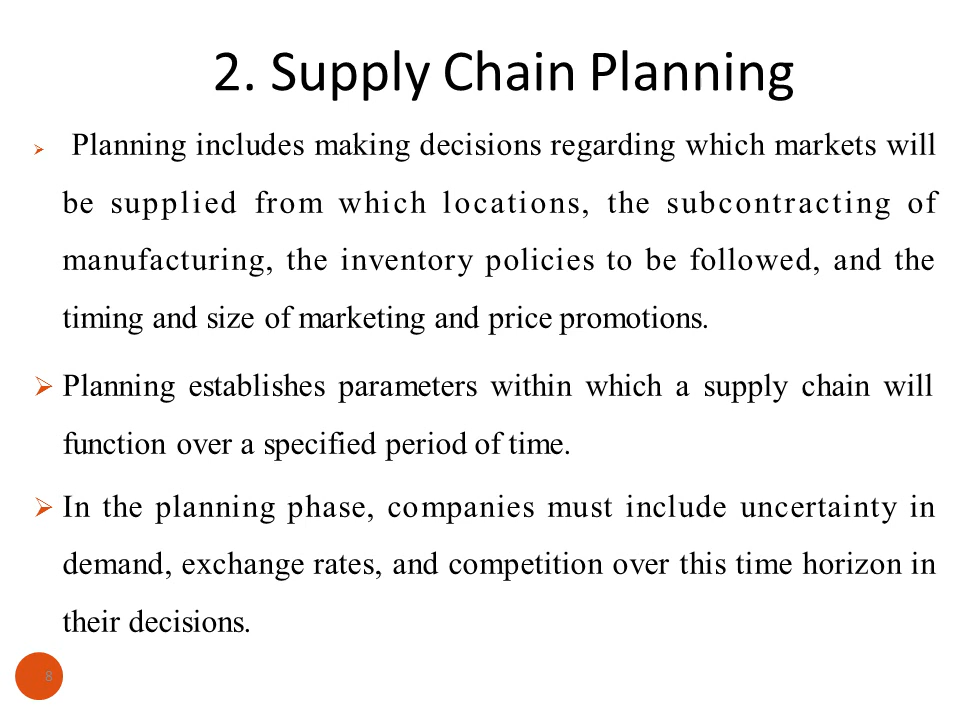 2. Supply Chain Planning
➢ Planning includes making decisions regarding which markets will
be supplied from which locations, the subcontracting of
manufacturing, the inventory policies to be followed, and the
timing and size of marketing and price promotions.
➢ Planning establishes parameters within which a supply chain will
function over a specified period of time.
➢ In the planning phase, companies must include uncertainty in
demand, exchange rates, and competition over this time horizon in
their decisions.
8